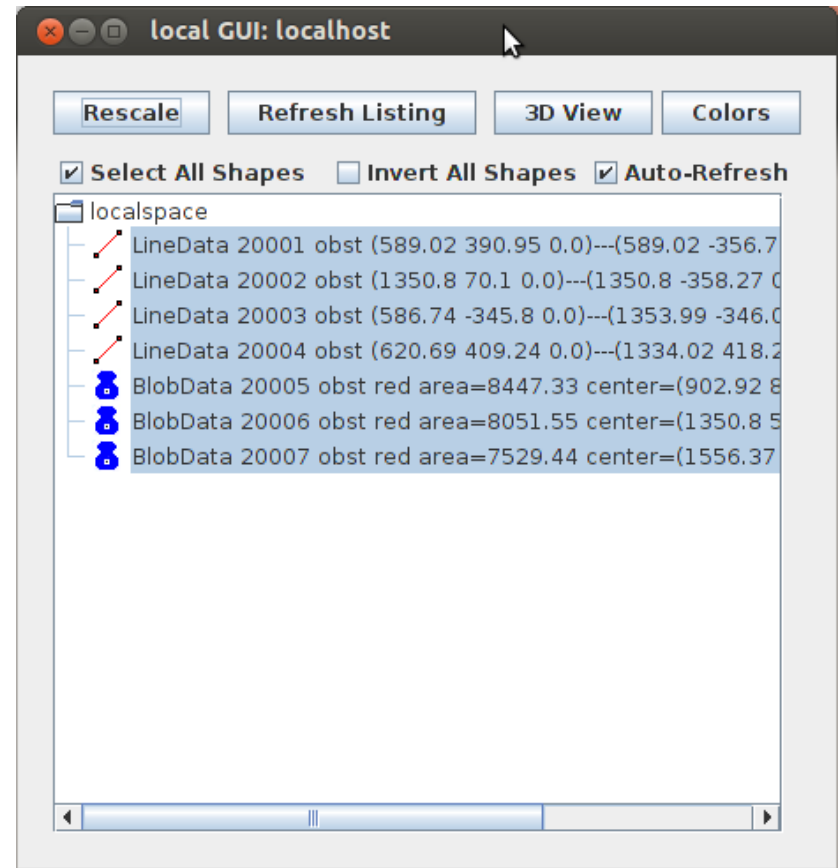 local GUI: localhost
Rescale Refresh Listing 3D View Colors
Select All Shapes Invert All Shapes Auto-Refresh
localspace
LineData 20001 obst (589.02 390.95 0.0)---(589.02 -356.7
LineData 20002 obst (1350.8 70.1 0.0)---(1350.8 -358.27
LineData 20003 obst (586.74 -345.8 0.0)---(1353.99 -346.0
LineData 20004 obst (620.69 409.24 0.0)---(1334.02 418.2
BlobData 20005 obst red area=8447.33 center=(902.92 8
BlobData 20006 obst red area=8051.55 center=(1350.8 5
BlobData 20007 obst red area=7529.44 center=(1556.37